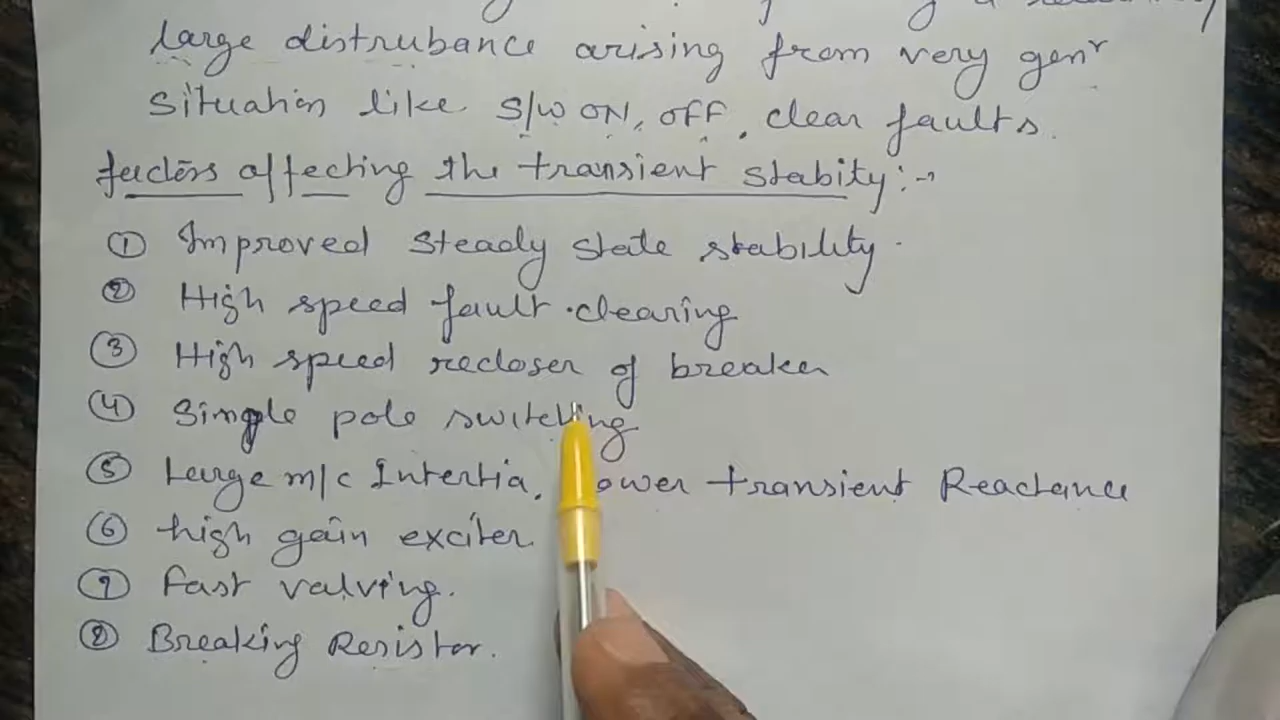 large distrubance arising from very genr
situation like S/W ON, OFF, clear faults.
factors affecting the transient stabity :-
① Improved steady state stability.
② High speed fault clearing
③ High speed recloser of breaker
④ Single pole switching
⑤ Large m/c Intertia, lower transient Reactance
⑥ high gain exciter.
⑦ Fast valving.
⑧ Breaking Resistor.